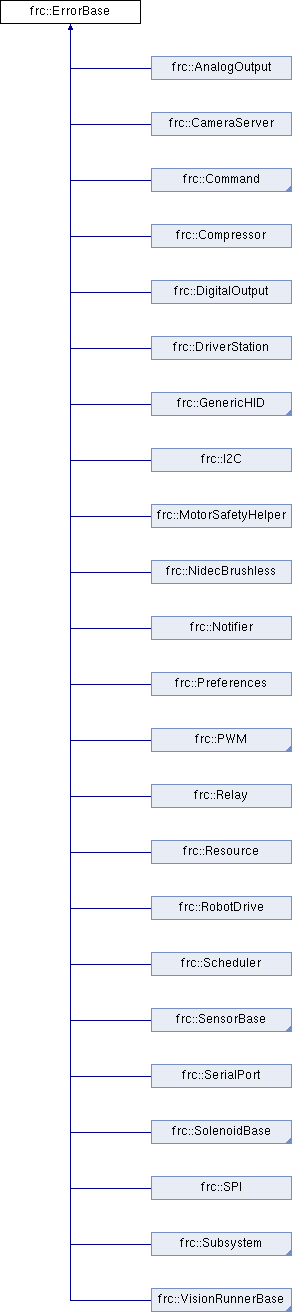 frc::ErrorBase
frc::AnalogOutput
frc::CameraServer
frc::Command
frc::Compressor
frc::DigitalOutput
frc::DriverStation
frc::GenericHID
frc::I2C
frc::MotorSafetyHelper
frc::NidecBrushless
frc::Notifier
frc::Preferences
frc::PWM
frc::Relay
frc::Resource
frc::RobotDrive
frc::Scheduler
frc::SensorBase
frc::SerialPort
frc::SolenoidBase
frc::SPI
frc::Subsystem
frc::VisionRunnerBase